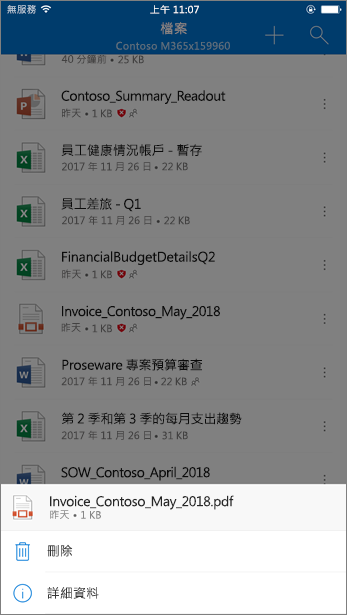 無服務 上午 11:07
檔案
Contoso M365x159960
40 分鐘前 • 25 KB
Contoso_Summary_Readout
昨天 • 1 KB
員工健康情況帳戶 - 暫存
2017 年 11 月 26 日 • 22 KB
員工差旅 - Q1
2017 年 11 月 26 日 • 22 KB
FinancialBudgetDetailsQ2
昨天 • 1 KB
Invoice_Contoso_May_2018
昨天 • 1 KB
Proseware 專案預算審查
2017 年 11 月 26 日 • 22 KB
第 2 季和第 3 季的每月支出趨勢
2017 年 11 月 26 日 • 31 KB
SOW_Contoso_April_2018
Invoice_Contoso_May_2018.pdf
昨天 • 1 KB
刪除
詳細資料